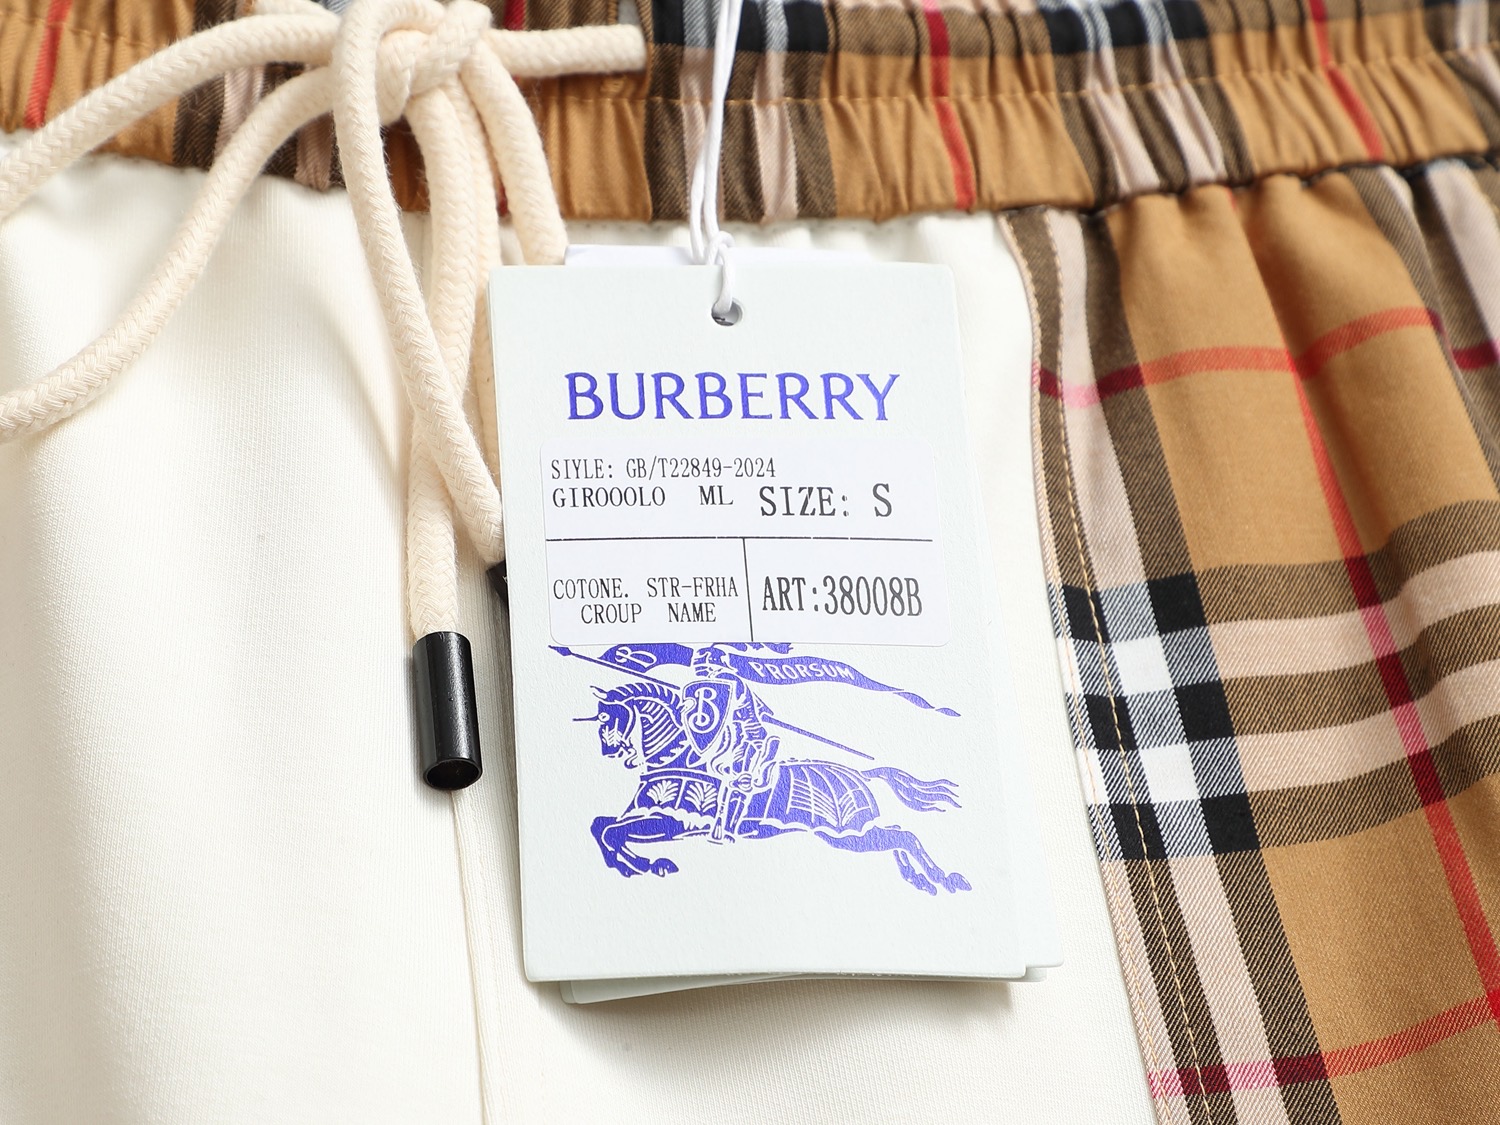 BURBERRY
SIYLE: GB/T22849-2024
GIROOOLO ML SIZE: S
COTONE. STR-FRHA
CROUP NAME
ART:38008B
B
PRORSUM
B